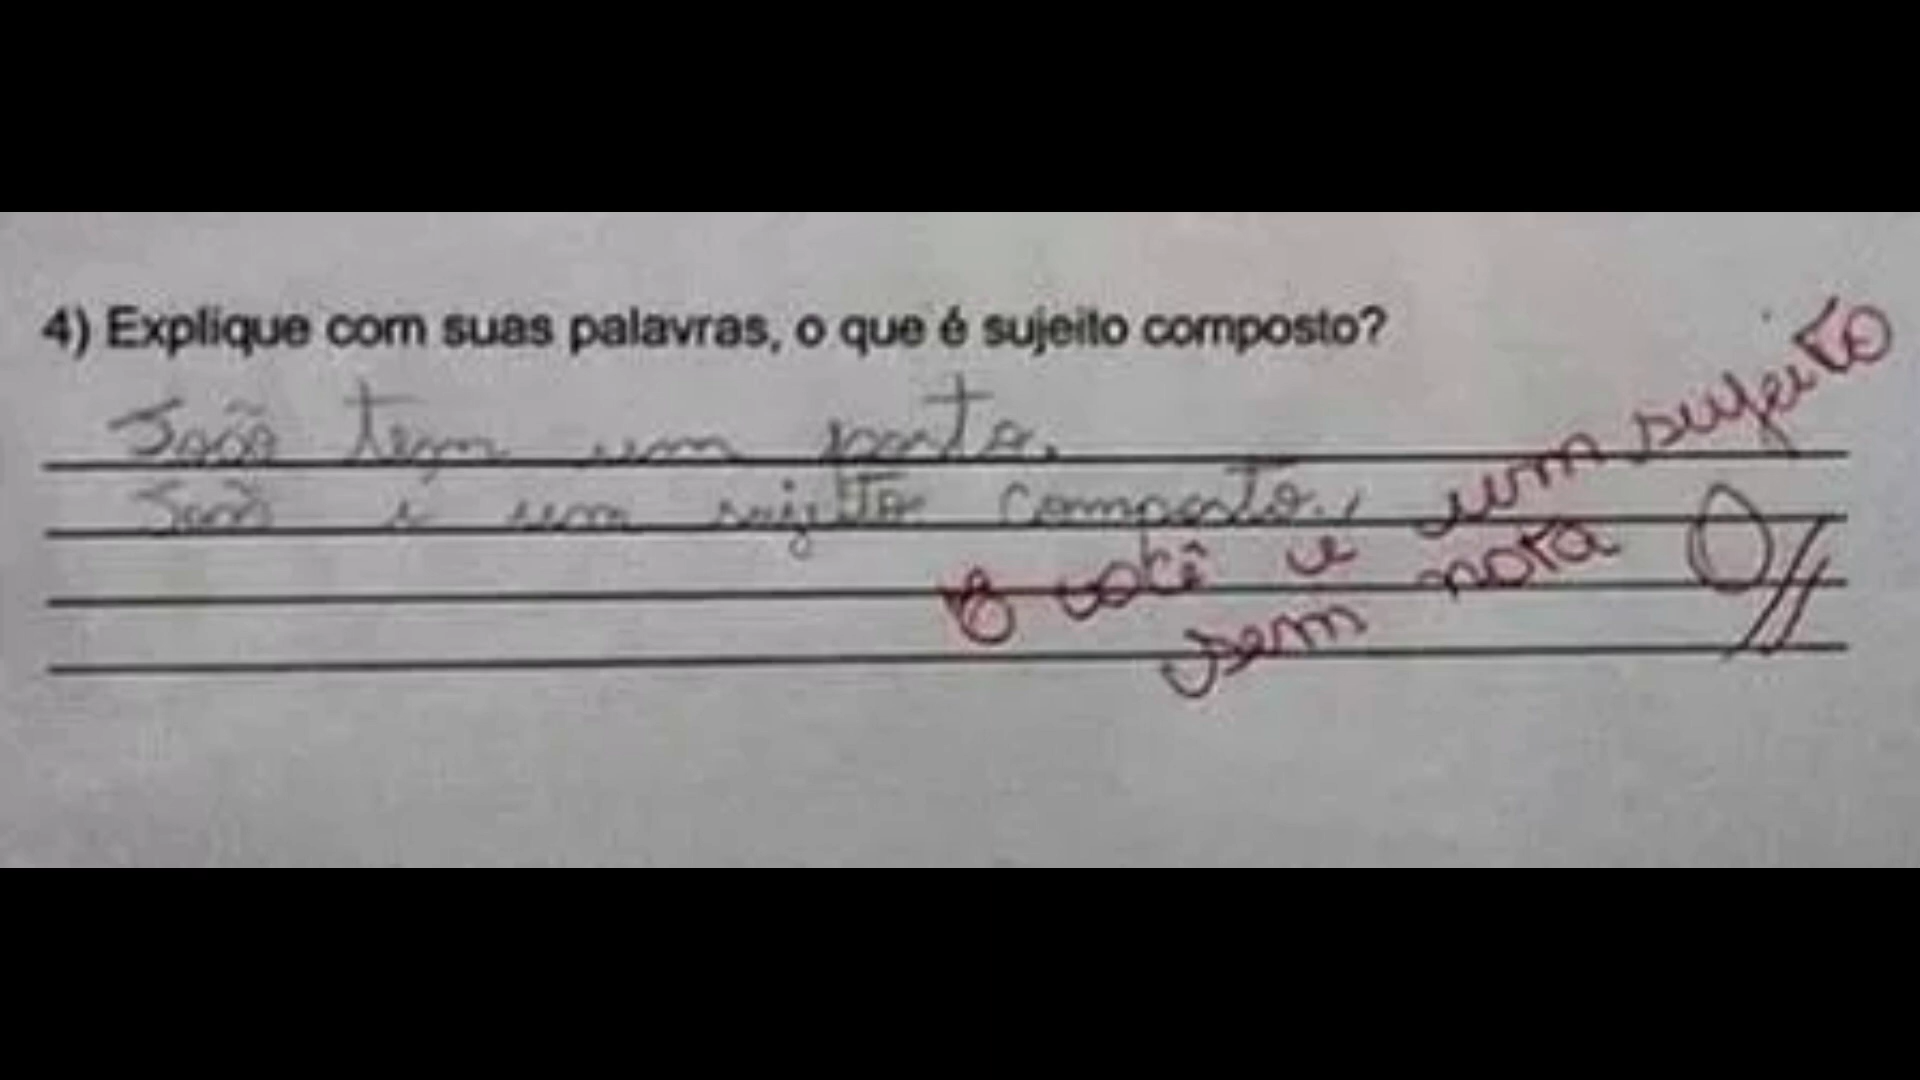 4) Explique com suas palavras, o que é sujeito composto?
João tem um posto.
João é um sujeito composto.
E você é um sujeito
sem nota 0//